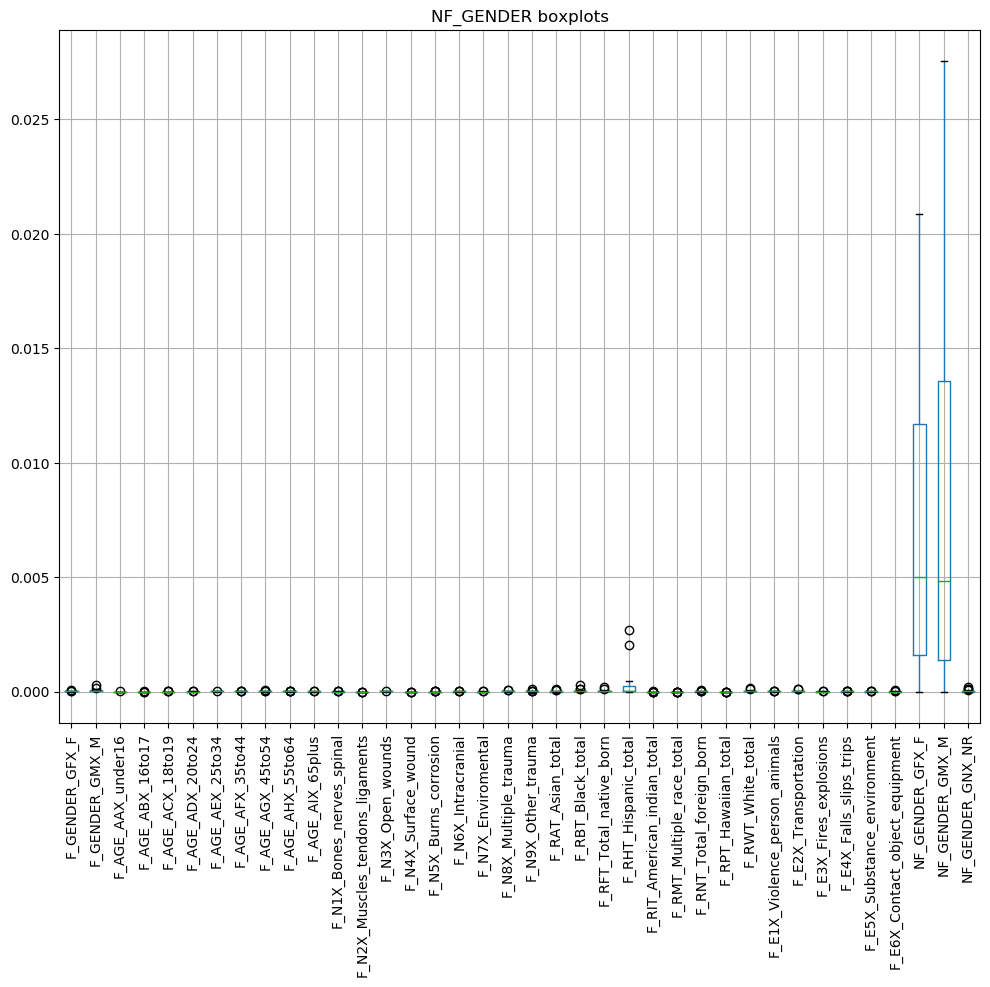 NF_GENDER boxplots
0.025
0.020
0.015
0.010
0.005
0.000
F_GENDER_GFX_F
F_GENDER_GMX_M
F_AGE_AAX_under16
F_AGE_ABX_16to17
F_AGE_ACX_18to19
F_AGE_ADX_20to24
F_AGE_AEX_25to34
F_AGE_AFX_35to44
F_AGE_AGX_45to54
F_AGE_AHX_55to64
F_AGE_AIX_65plus
F_N1X_Bones_nerves_spinal
F_N2X_Muscles_tendons_ligaments
F_N3X_Open_wounds
F_N4X_Surface_wound
F_N5X_Burns_corrosion
F_N6X_Intracranial
F_N7X_Enviromental
F_N8X_Multiple_trauma
F_N9X_Other_trauma
F_RAT_Asian_total
F_RBT_Black_total
F_RFT_Total_native_born
F_RHT_Hispanic_total
F_RIT_American_indian_total
F_RMT_Multiple_race_total
F_RNT_Total_foreign_born
F_RPT_Hawaiian_total
F_RWT_White_total
F_E1X_Violence_person_animals
F_E2X_Transportation
F_E3X_Fires_explosions
F_E4X_Falls_slips_trips
F_E5X_Substance_environment
F_E6X_Contact_object_equipment
NF_GENDER_GFX_F
NF_GENDER_GMX_M
NF_GENDER_GNX_NR